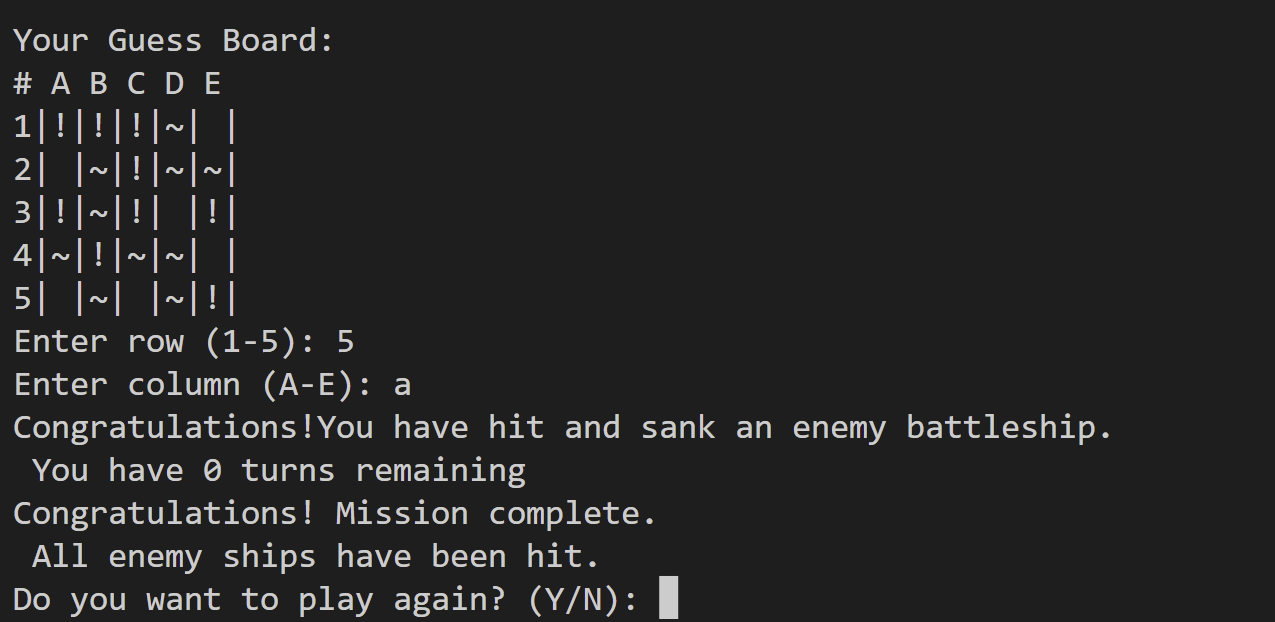 Your Guess Board:
# A B C D E
1|!|!|!|~| |
2| |~|!|~|~|
3|!|~|!| |!|
4|~|!|~|~| |
5| |~| |~|!|
Enter row (1-5): 5
Enter column (A-E): a
Congratulations!You have hit and sank an enemy battleship.
 You have 0 turns remaining
Congratulations! Mission complete.
 All enemy ships have been hit.
Do you want to play again? (Y/N):